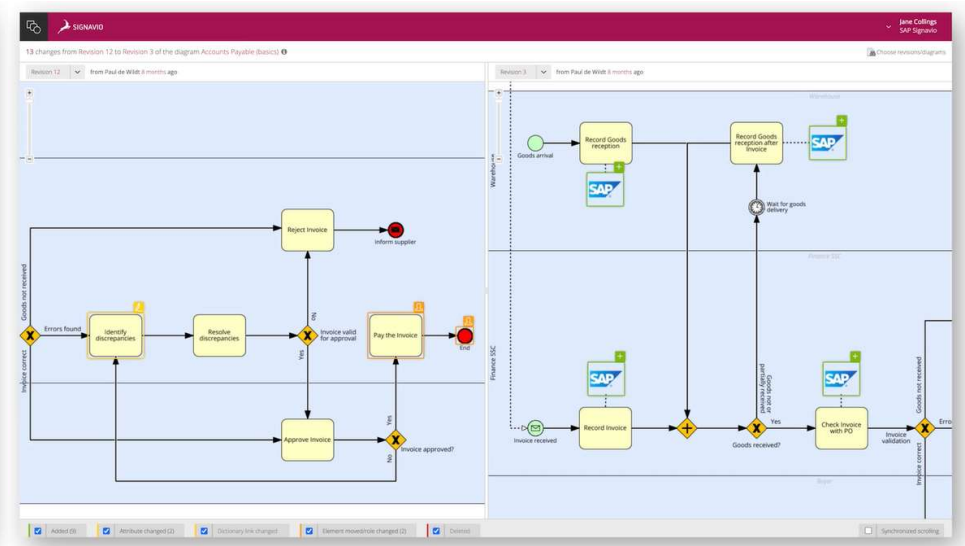 SIGNAVIO
Jane Collings
SAP Signavio
13 changes from Revision 12 to Revision 3 of the diagram Accounts Payable (basics)
Choose revisions/diagrams
Revision 12
from Paul de Wildt 8 months ago
Revision 3
from Paul de Wildt 8 months ago
Reject Invoice
Inform supplier
Goods not received
Errors found
Identify
discrepancies
Resolve
discrepancies
No
Invoice valid
for approval
Pay the Invoice
End
Invoice correct
Yes
Approve Invoice
Yes
Invoice approved?
No
Warehouse
Goods arrival
Record Goods
reception
SAP
Record Goods
reception after
Invoice
SAP
Wait for goods
delivery
Finance SSC
Finance SSC
SAP
SAP
Invoice received
Record Invoice
Goods not or
partially received
Yes
Goods received?
Check Invoice
with PO
Invoice
validation
Goods not received
Erro
Invoice correct
Buyer
Added (9)
Attribute changed (2)
Dictionary link changed
Element moved/role changed (2)
Deleted
Synchronized scrolling